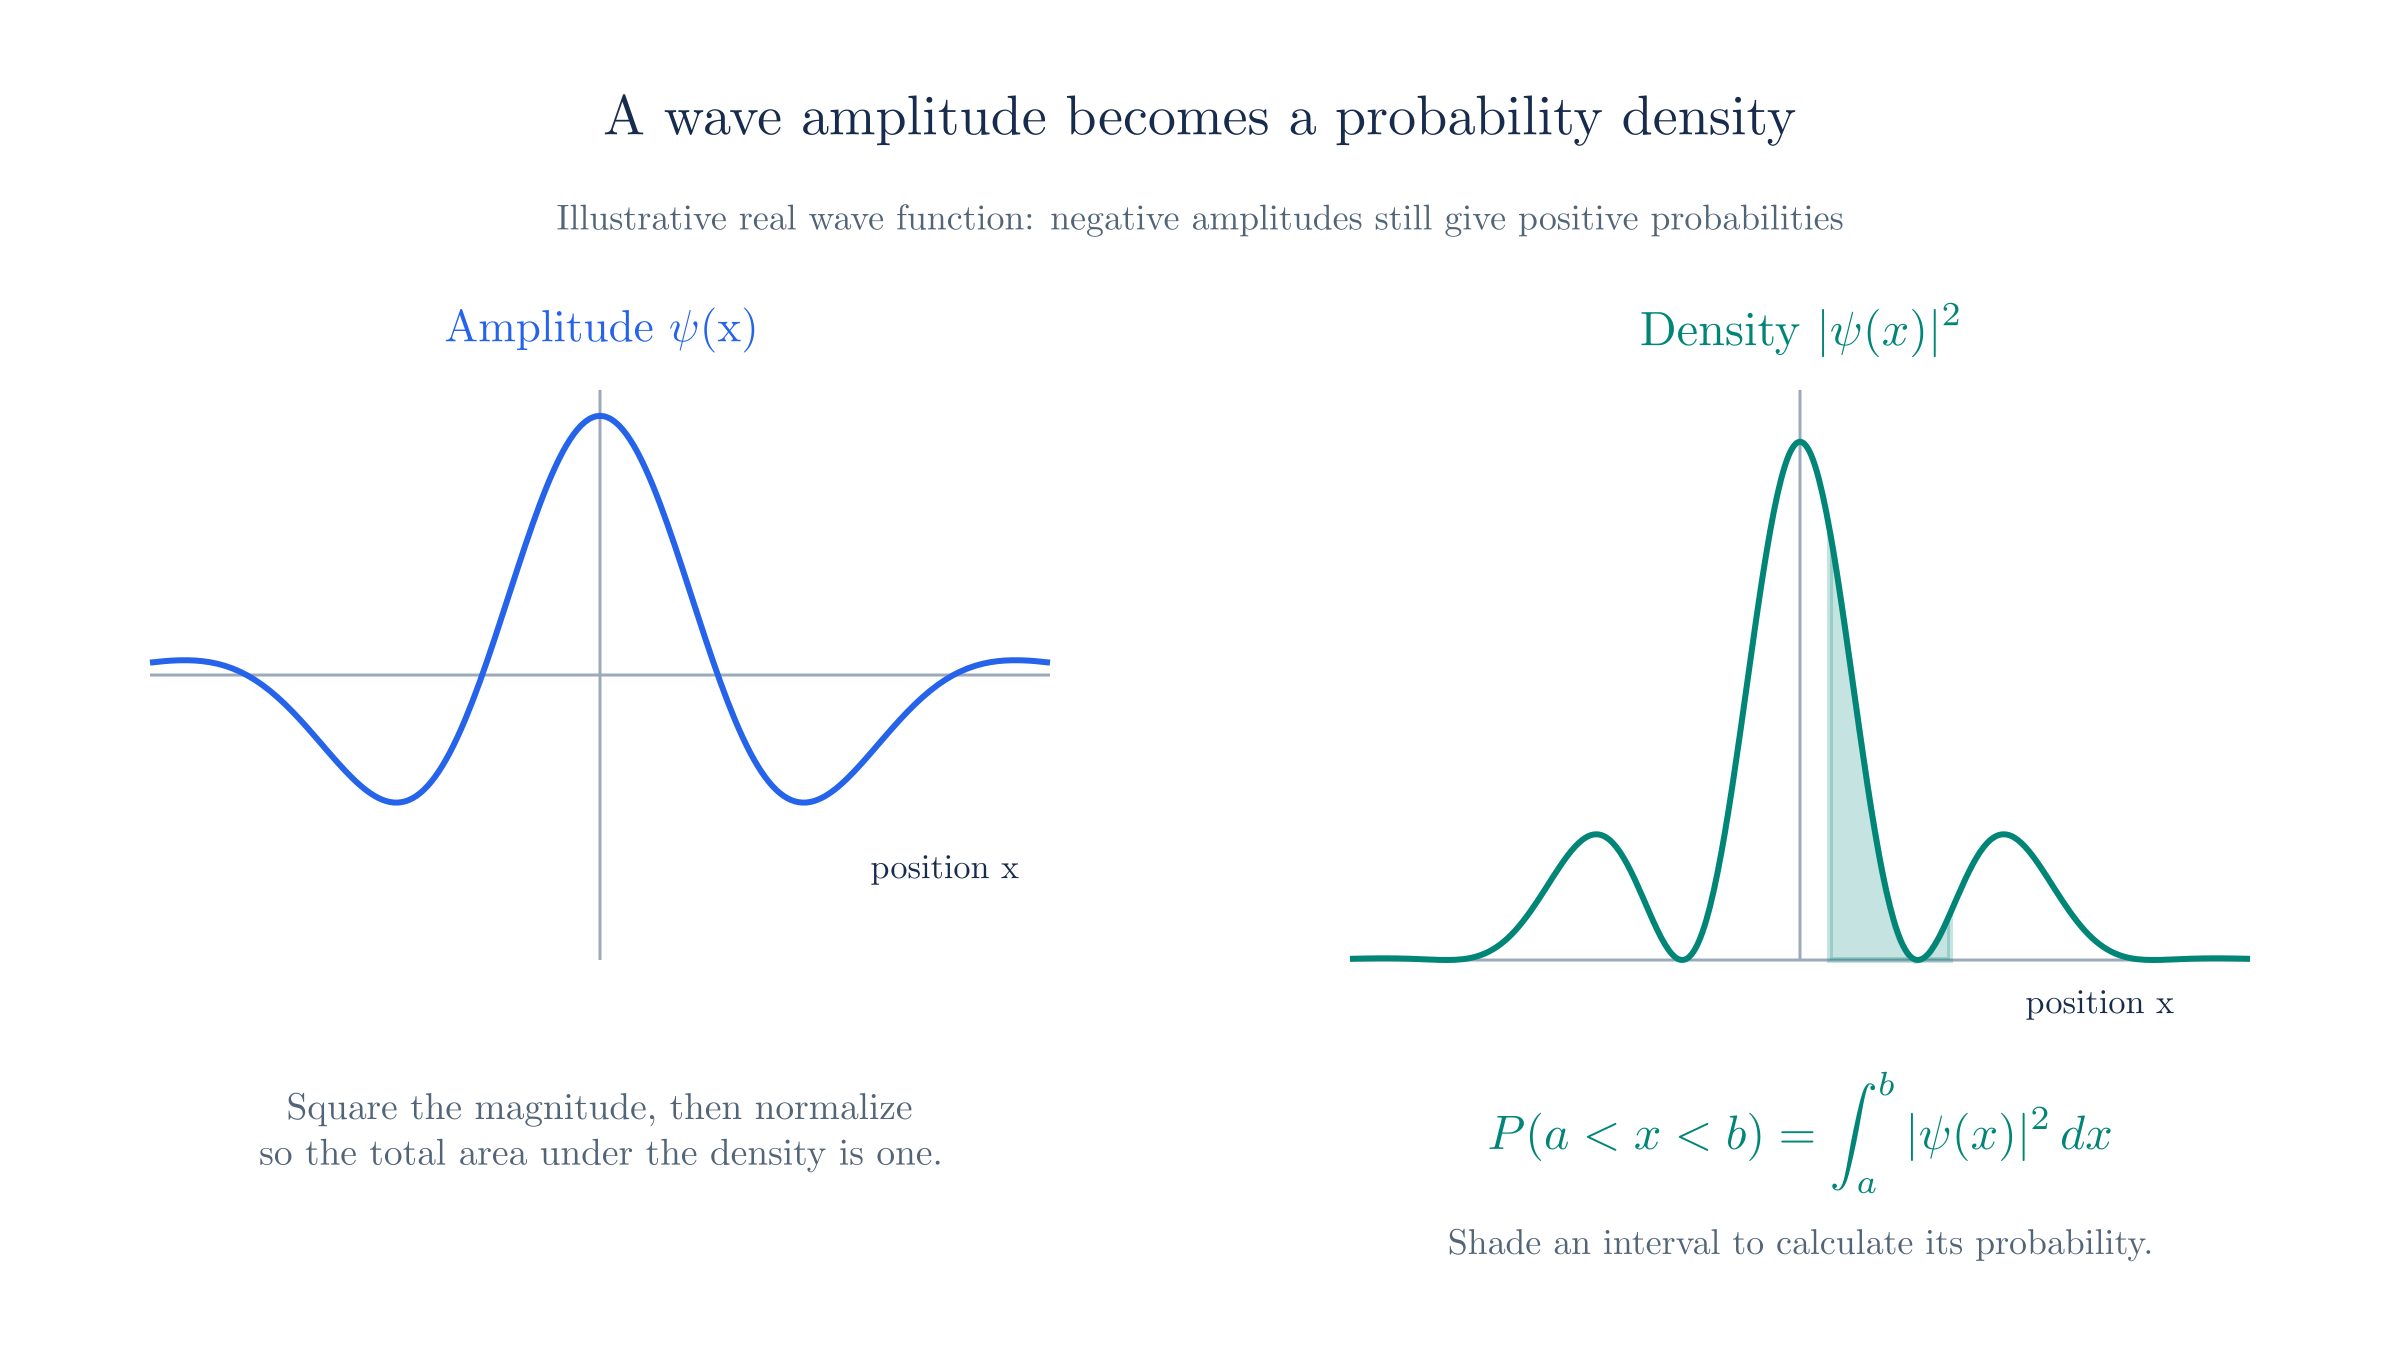 A wave amplitude becomes a probability density
Illustrative real wave function: negative amplitudes still give positive probabilities
Amplitude ψ(x)
position x
Square the magnitude, then normalize
so the total area under the density is one.
Density |ψ(x)|²
position x
P(a < x < b) = ∫ₐᵇ |ψ(x)|² dx
Shade an interval to calculate its probability.